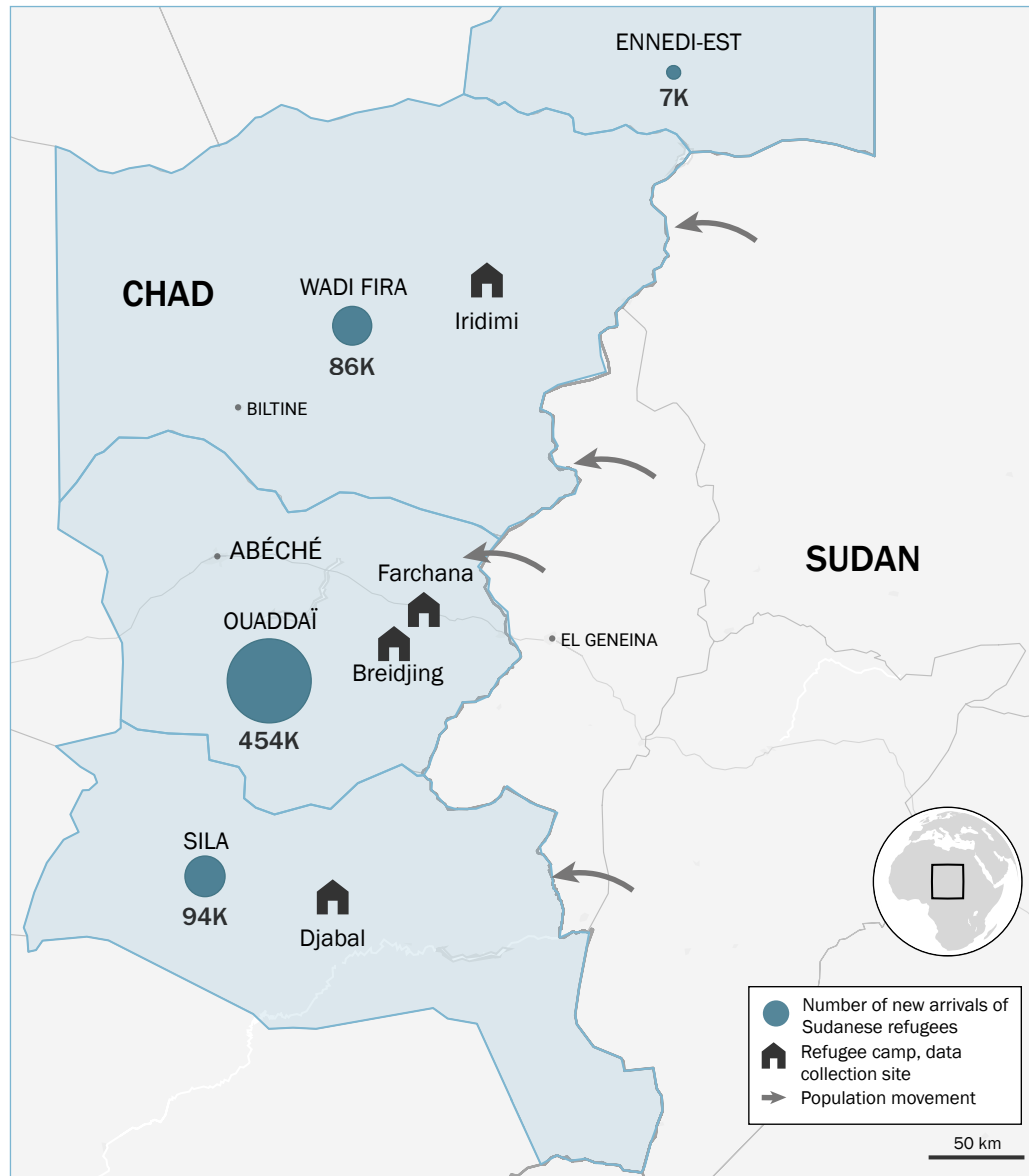 ENNEDI-EST
7K
CHAD
WADI FIRA
86K
Iridimi
BILTINE
ABÉCHÉ
Farchana
OUADDAÏ
454K
Breidjing
EL GENEINA
SUDAN
SILA
94K
Djabal
Number of new arrivals of
Sudanese refugees
Refugee camp, data
collection site
Population movement
50 km